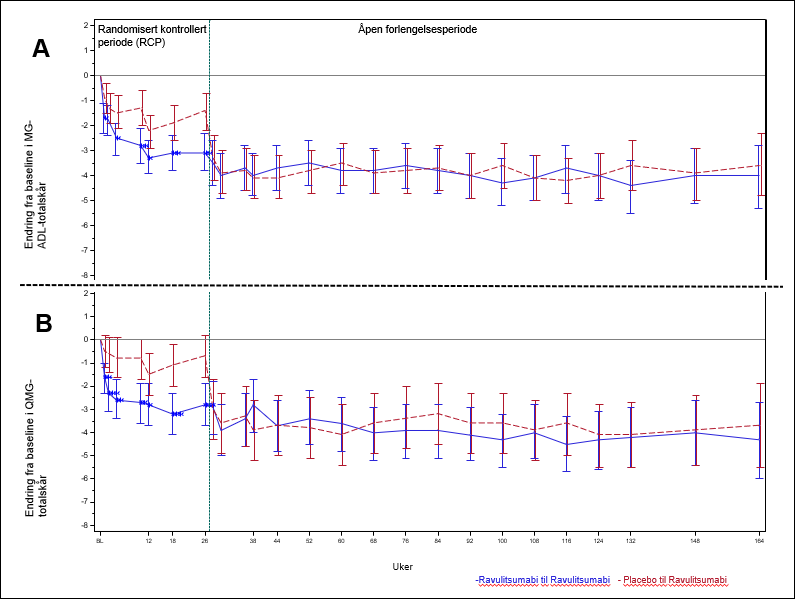 A
Randomisert kontrollert
periode (RCP)
Åpen forlengelsesperiode
Endring fra baseline i MG-
ADL-totalskår
2
1
0
-1
-2
-3
-4
-5
-6
-7
-8
B
Endring fra baseline i QMG-
totalskår
2
1
0
-1
-2
-3
-4
-5
-6
-7
-8
BL 12 18 26 38 44 52 60 68 76 84 92 100 108 116 124 132 148 164
Uker
-Ravulitsumabi til Ravulitsumabi - Placebo til Ravulitsumabi